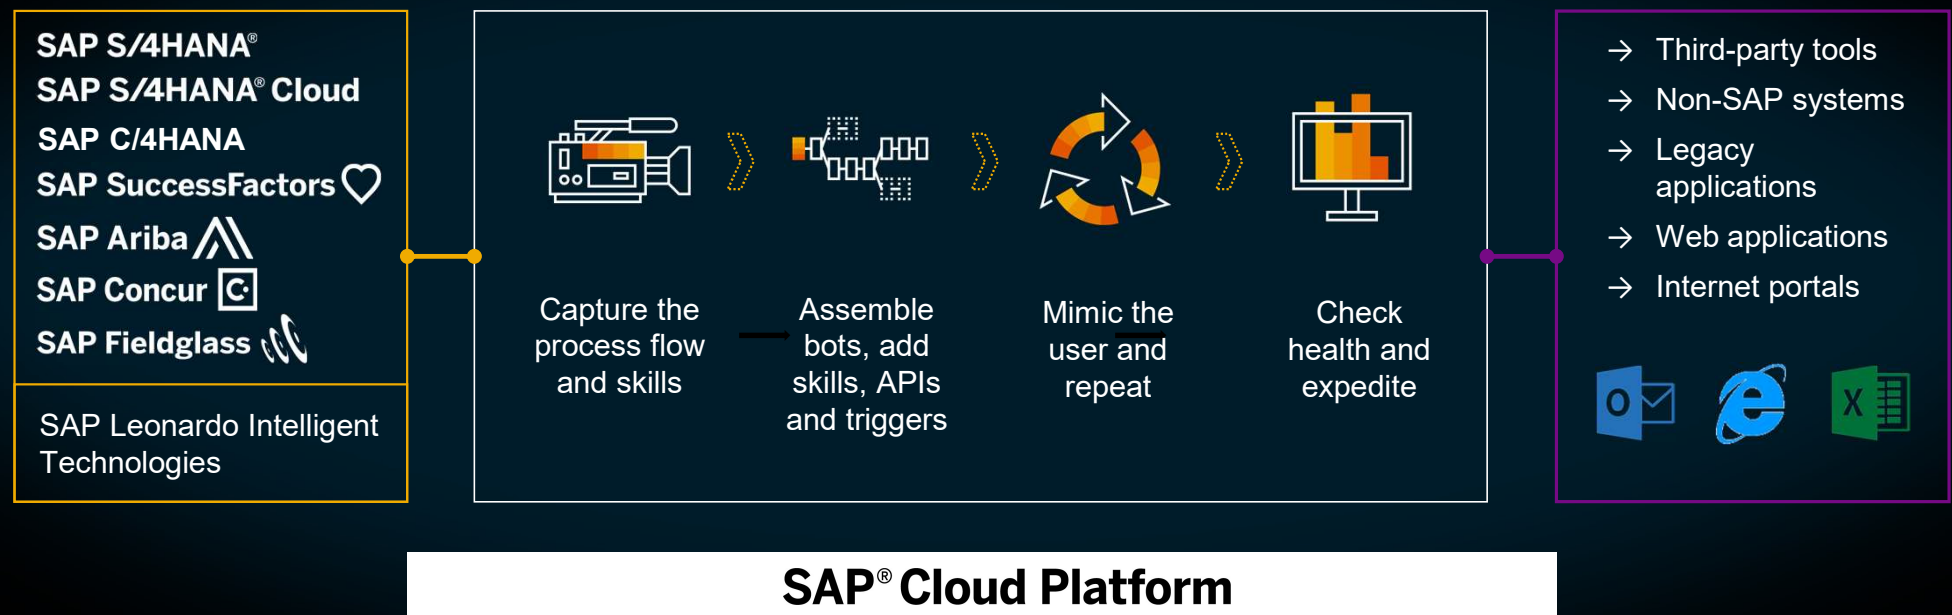 SAP S/4HANA®
SAP S/4HANA® Cloud
SAP C/4HANA
SAP SuccessFactors
SAP Ariba
SAP Concur C
SAP Fieldglass
SAP Leonardo Intelligent
Technologies
Capture the
process flow
and skills
Assemble
bots, add
skills, APIs
and triggers
Mimic the
user and
repeat
Check
health and
expedite
→ Third-party tools
→ Non-SAP systems
→ Legacy
applications
→ Web applications
→ Internet portals
O
e
X
SAP® Cloud Platform